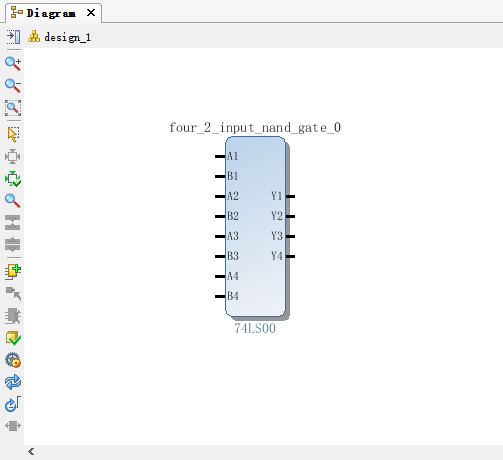 Diagram
design_1
four_2_input_nand_gate_0
A1
B1
A2
Y1
B2
Y2
A3
Y3
B3
Y4
A4
B4
74LS00